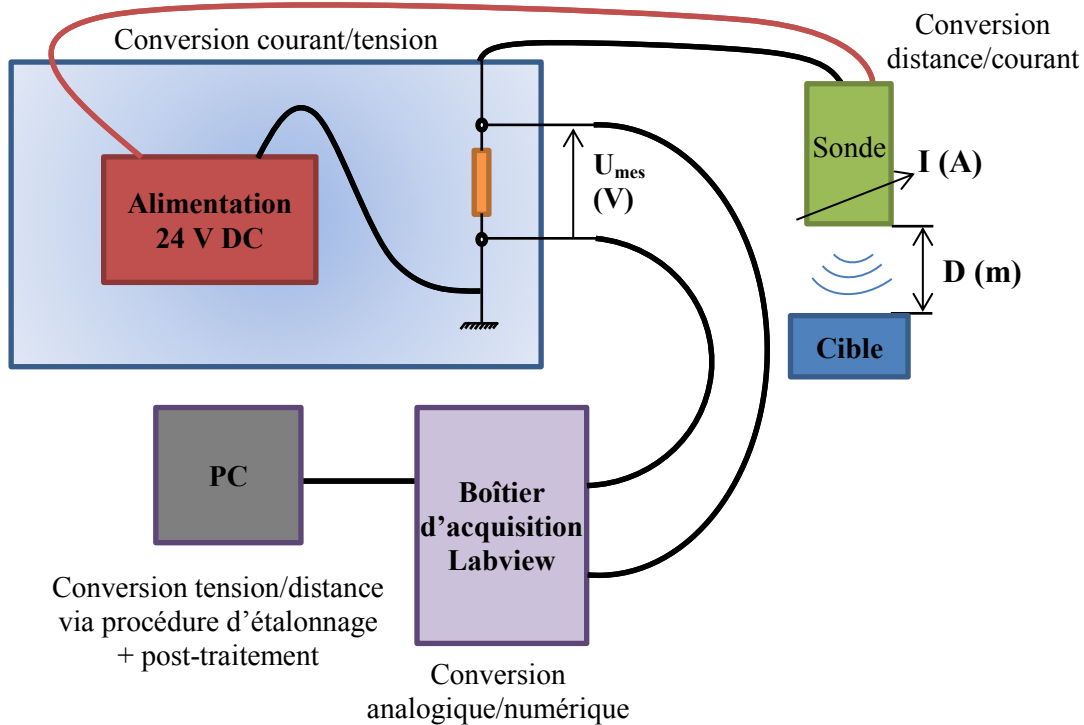 Conversion courant/tension
Conversion
distance/courant
Sonde
I (A)
U_mes
(V)
Alimentation
24 V DC
D (m)
Cible
PC
Boîtier
d'acquisition
Labview
Conversion tension/distance
via procédure d'étalonnage
+ post-traitement
Conversion
analogique/numérique